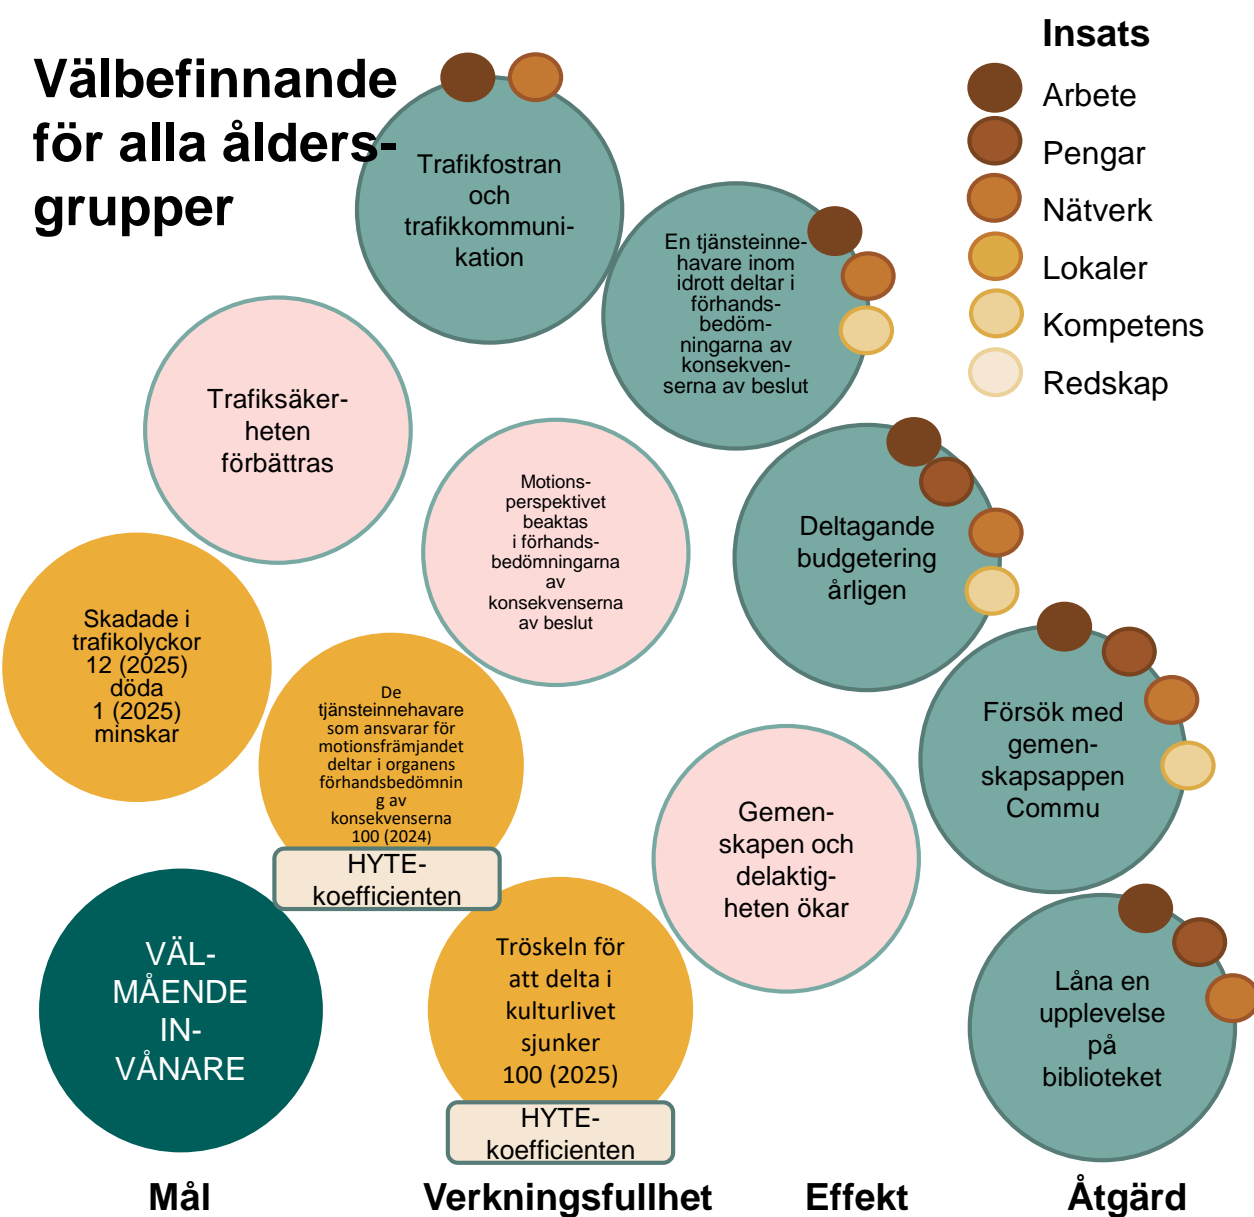 Välbefinnande
för alla ålders-
grupper
Insats
Arbete
Pengar
Nätverk
Lokaler
Kompetens
Redskap
Trafikfostran
och
trafikkommuni-
kation
En tjänsteinne-
havare inom
idrott deltar i
förhands-
bedöm-
ningarna av
konsekven-
serna av beslut
Trafiksäker-
heten
förbättras
Motions-
perspektivet
beaktas
i förhands-
bedömningarna
av
konsekvenserna
av beslut
Deltagande
budgetering
årligen
Skadade i
trafikolyckor
12 (2025)
döda
1 (2025)
minskar
De
tjänsteinnehavare
som ansvarar för
motionsfrämjandet
deltar i organens
förhandsbedömnin
g av
konsekvenserna
100 (2024)
HYTE-
koefficienten
Försök med
gemen-
skapsappen
Commu
Gemen-
skapen och
delaktig-
heten ökar
VÄL-
MÅENDE
IN-
VÅNARE
Tröskeln för
att delta i
kulturlivet
sjunker
100 (2025)
HYTE-
koefficienten
Låna en
upplevelse
på
biblioteket
Mål
Verkningsfullhet
Effekt
Åtgärd